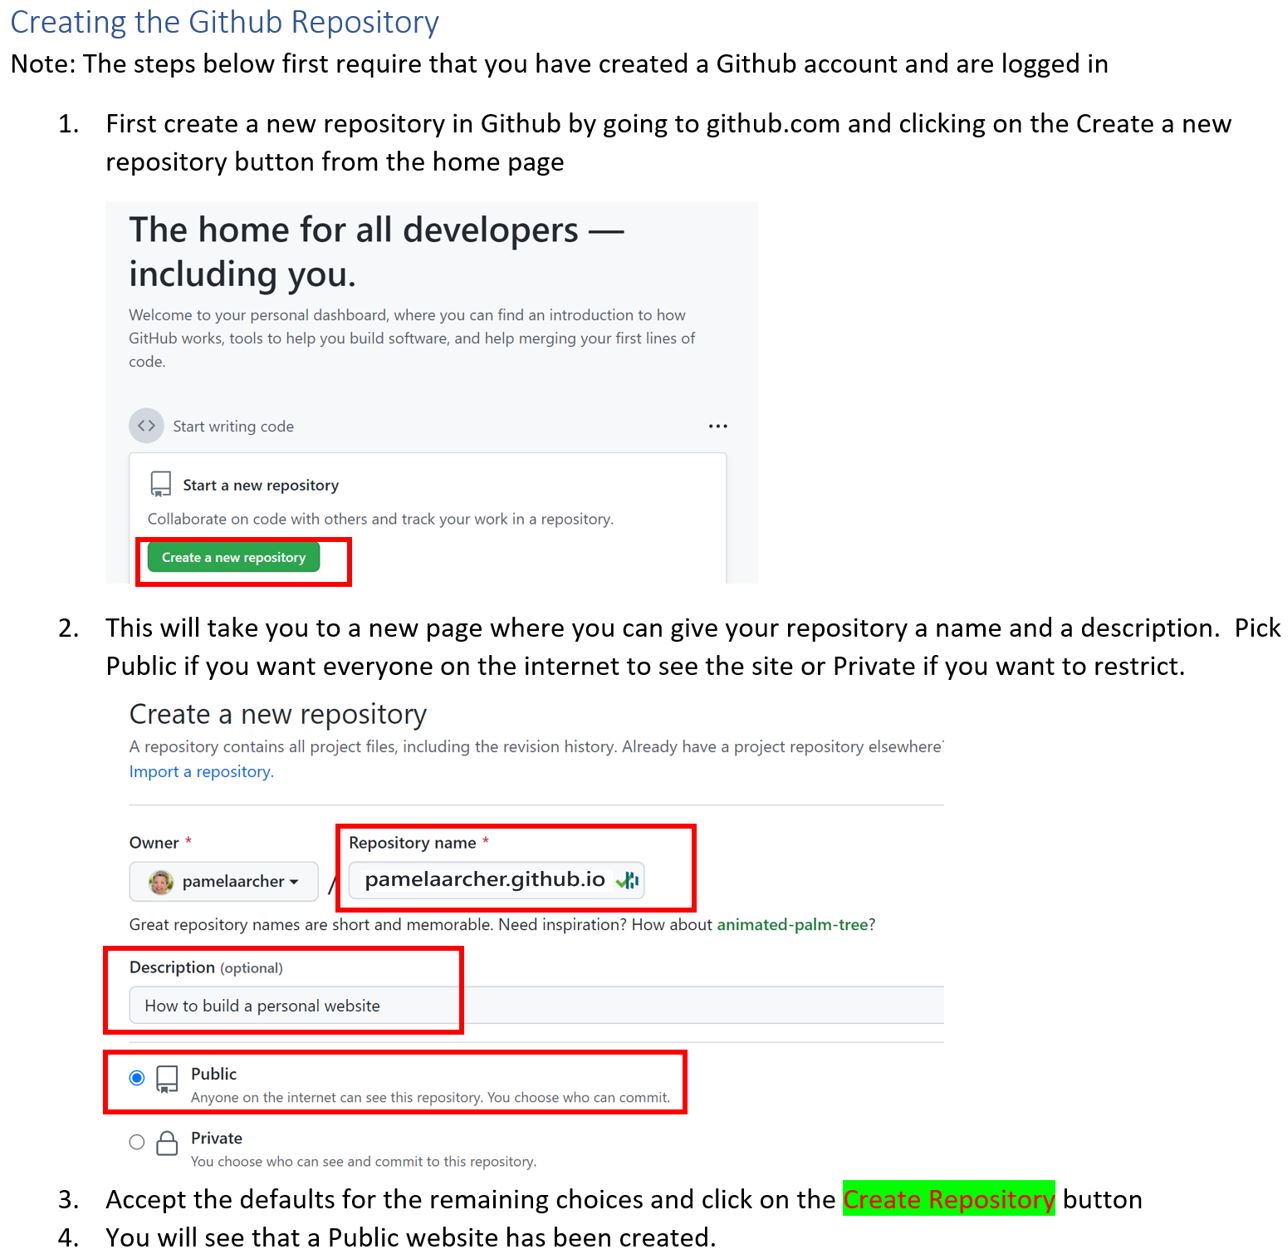 Creating the Github Repository
Note: The steps below first require that you have created a Github account and are logged in
1. First create a new repository in Github by going to github.com and clicking on the Create a new
repository button from the home page
The home for all developers —
including you.
Welcome to your personal dashboard, where you can find an introduction to how
GitHub works, tools to help you build software, and help merging your first lines of
code.
<> Start writing code ...
Start a new repository
Collaborate on code with others and track your work in a repository.
Create a new repository
2. This will take you to a new page where you can give your repository a name and a description. Pick
Public if you want everyone on the internet to see the site or Private if you want to restrict.
Create a new repository
A repository contains all project files, including the revision history. Already have a project repository elsewhere
Import a repository.
Owner * Repository name *
pamelaarcher / pamelaarcher.github.io
Great repository names are short and memorable. Need inspiration? How about animated-palm-tree?
Description (optional)
How to build a personal website
Public
Anyone on the internet can see this repository. You choose who can commit.
Private
You choose who can see and commit to this repository.
3. Accept the defaults for the remaining choices and click on the Create Repository button
4. You will see that a Public website has been created.